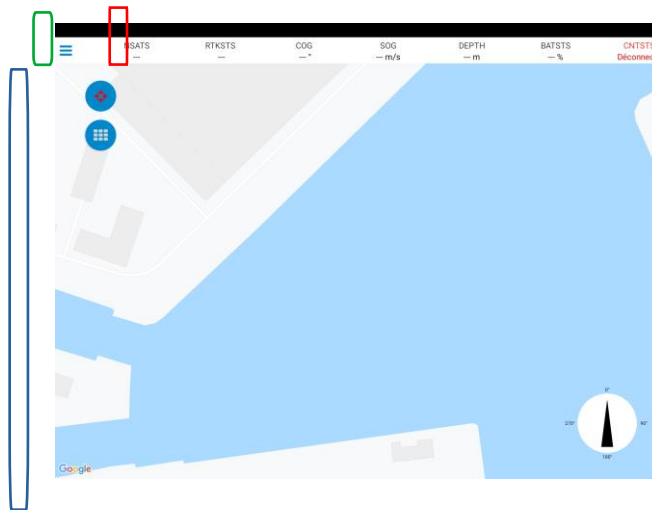 NSATS RTKSTS COG SOG DEPTH BATSTS CNTSTS
— — —° — m/s — m — % Déconnec
0°
270° 90°
180°
Google